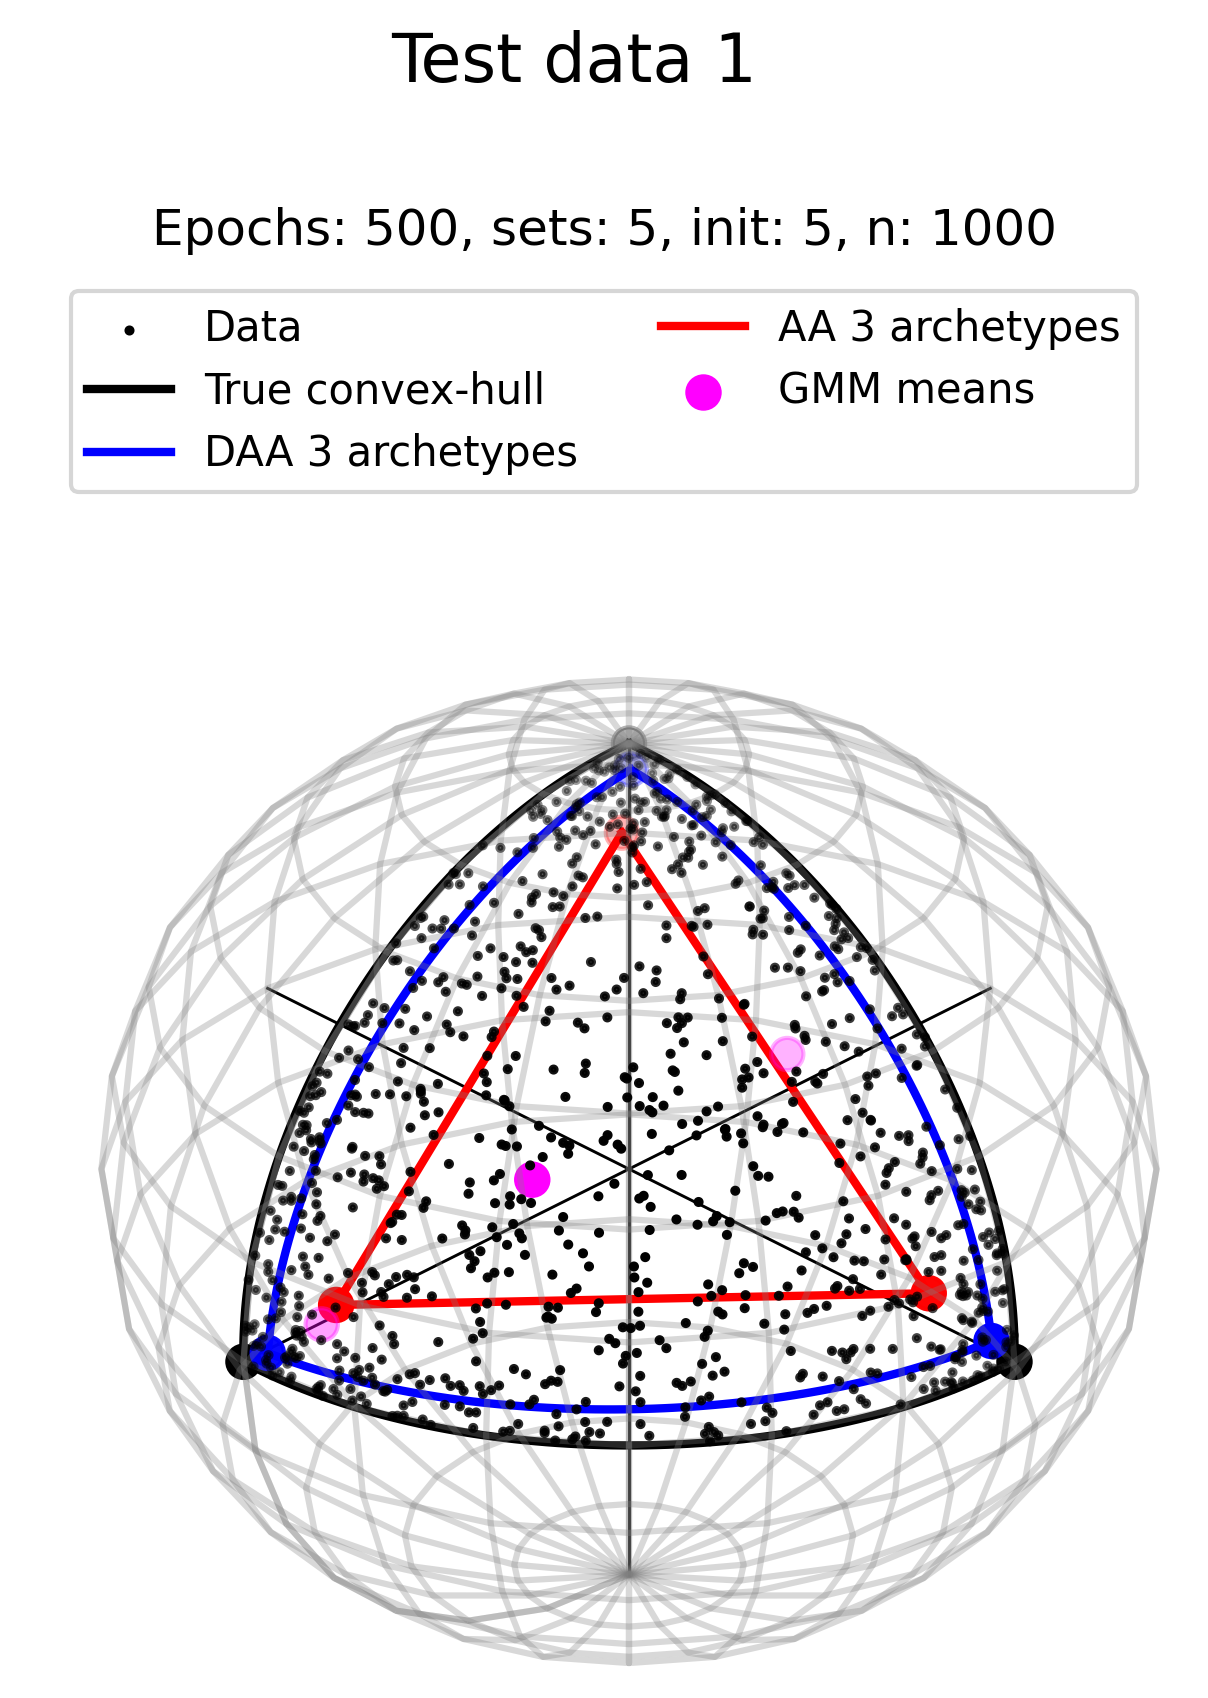 Test data 1
Epochs: 500, sets: 5, init: 5, n: 1000
Data
True convex-hull
DAA 3 archetypes
AA 3 archetypes
GMM means